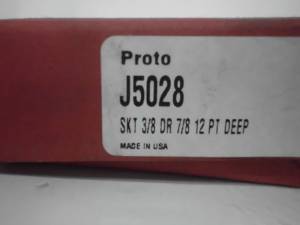 Proto
J5028
SKT 3/8 DR 7/8 12 PT DEEP
MADE IN USA